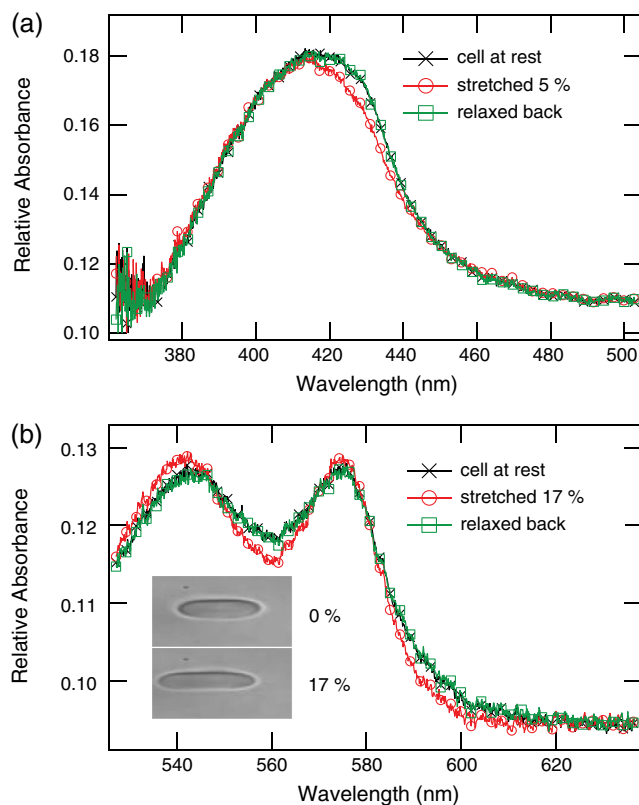 (a)
0.18
0.16
0.14
0.12
0.10
Relative Absorbance
cell at rest
stretched 5 %
relaxed back
380 400 420 440 460 480 500
Wavelength (nm)
(b)
0.13
0.12
0.11
0.10
Relative Absorbance
cell at rest
stretched 17 %
relaxed back
0 %
17 %
540 560 580 600 620
Wavelength (nm)